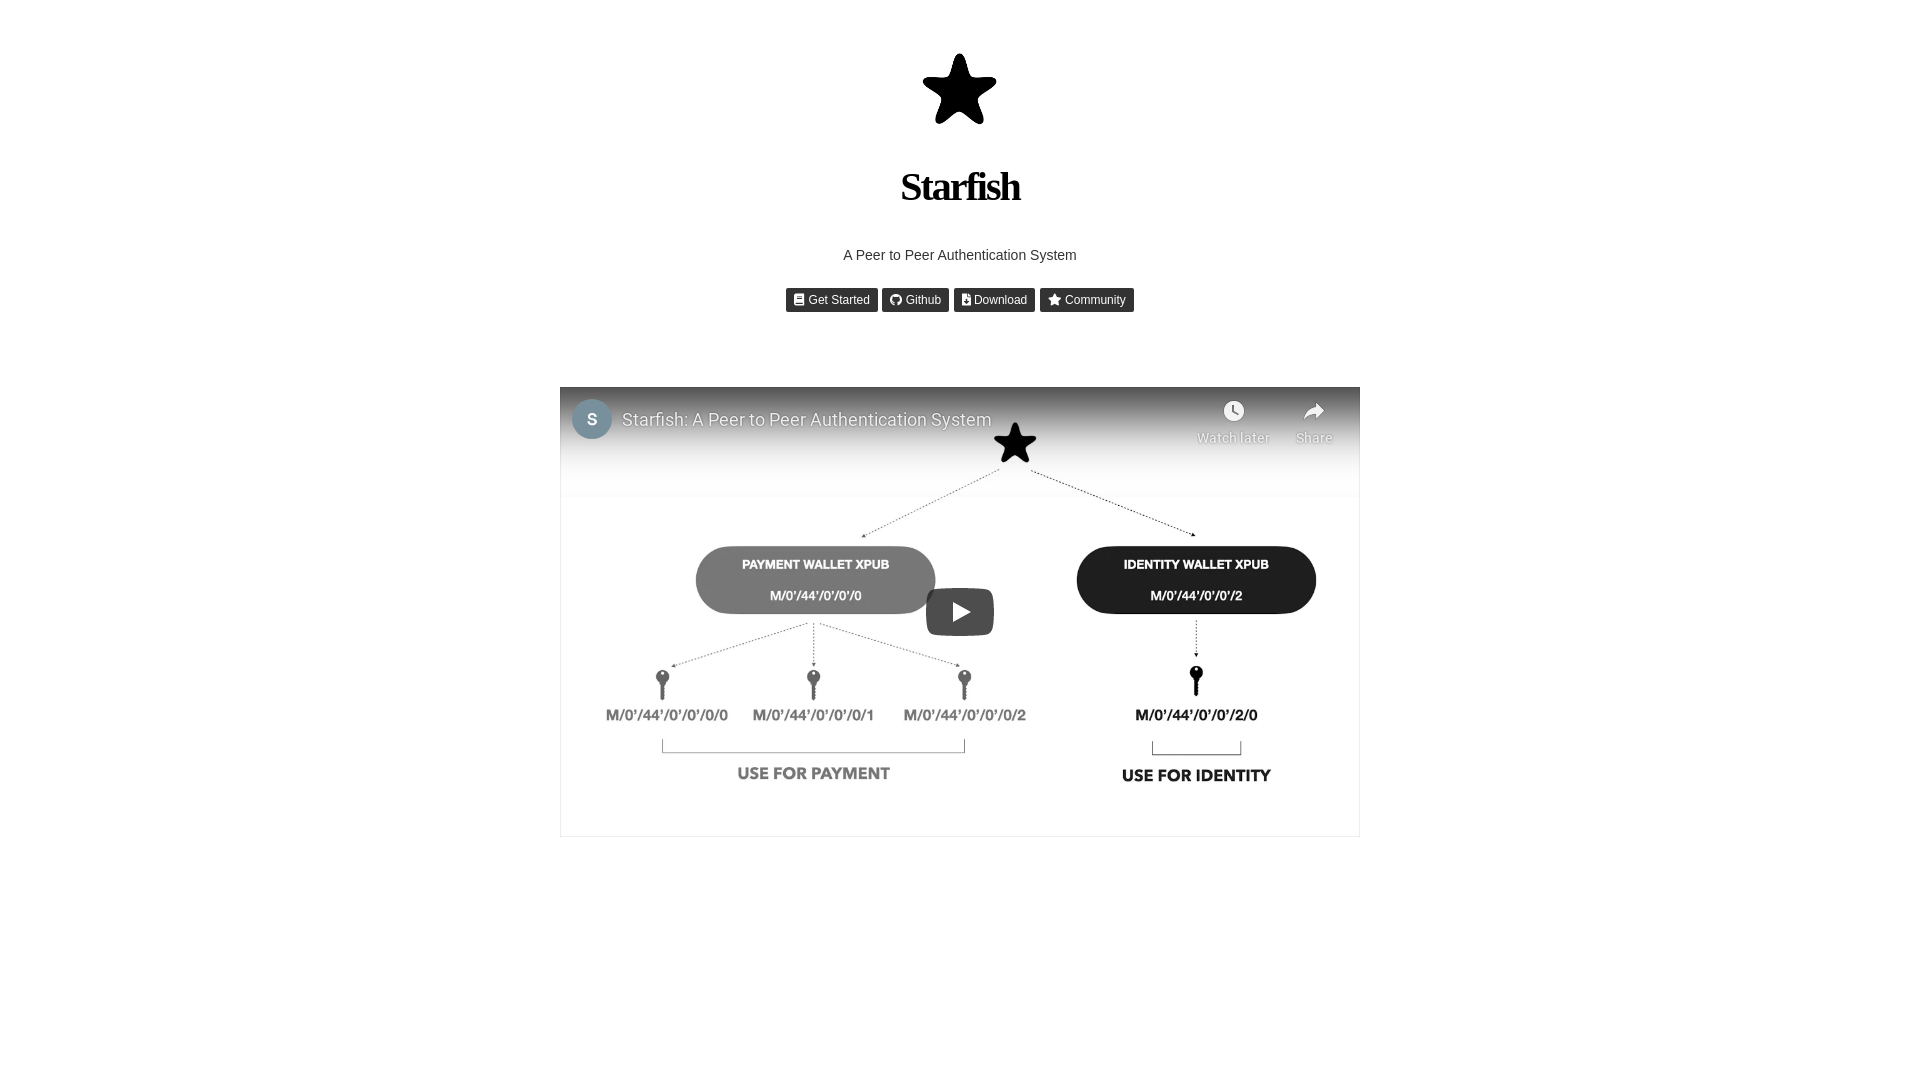 Starfish
A Peer to Peer Authentication System
Get Started Github Download Community
S Starfish: A Peer to Peer Authentication System
Watch later Share
PAYMENT WALLET XPUB
M/0'/44'/0'/0'/0
IDENTITY WALLET XPUB
M/0'/44'/0'/0'/2
M/0'/44'/0'/0'/0/0 M/0'/44'/0'/0'/0/1 M/0'/44'/0'/0'/0/2
M/0'/44'/0'/0'/2/0
USE FOR PAYMENT
USE FOR IDENTITY